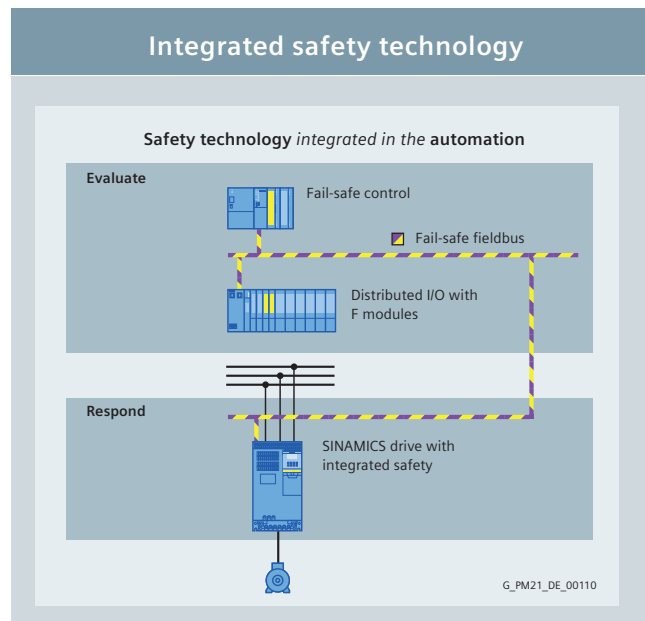 Integrated safety technology
Safety technology integrated in the automation
Evaluate
Fail-safe control
Fail-safe fieldbus
Distributed I/O with
F modules
Respond
SINAMICS drive with
integrated safety
G_PM21_DE_00110